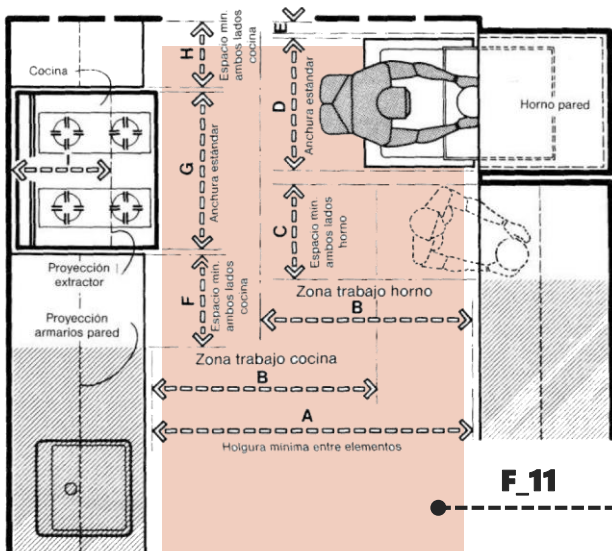 Cocina
H
Espacio mín.
ambos lados
cocina
E
D
Anchura estándar
Horno pared
G
Anchura estándar
I
C
Espacio mín.
ambos lados
horno
Proyección
extractor
F
Espacio mín.
ambos lados
cocina
Zona trabajo horno
B
Proyección
armarios pared
Zona trabajo cocina
B
A
Holgura mínima entre elementos
F_11